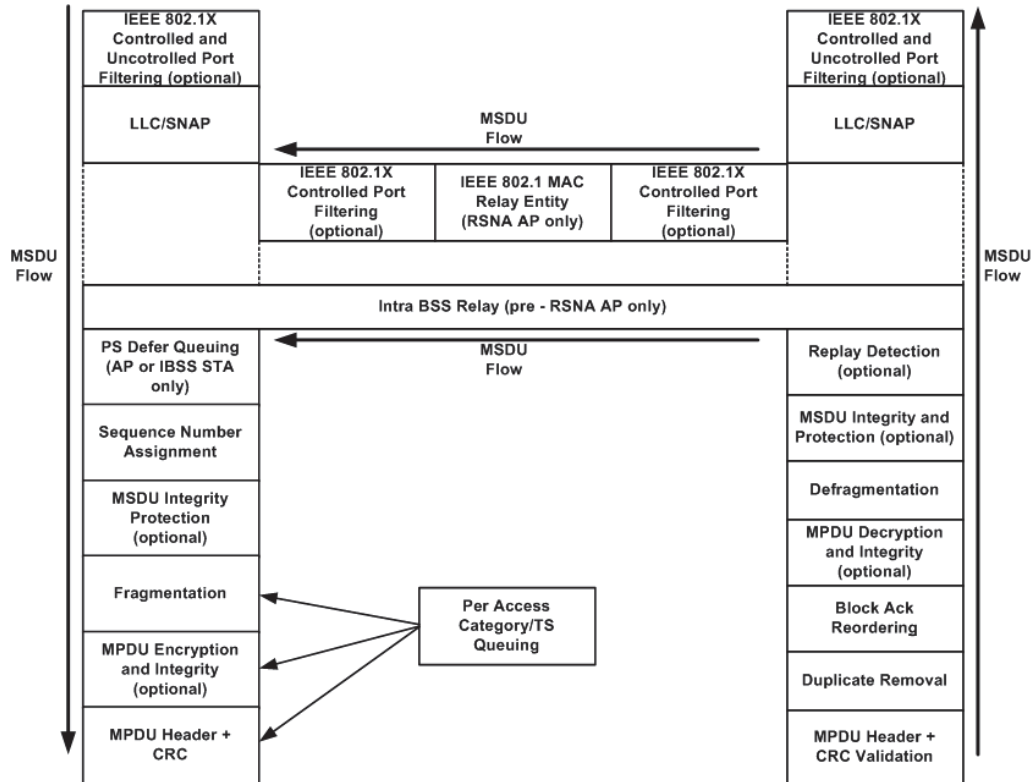 IEEE 802.1X
Controlled and
Uncotrolled Port
Filtering (optional)
LLC/SNAP
IEEE 802.1X
Controlled and
Uncotrolled Port
Filtering (optional)
LLC/SNAP
MSDU
Flow
IEEE 802.1X
Controlled Port
Filtering
(optional)
IEEE 802.1 MAC
Relay Entity
(RSNA AP only)
IEEE 802.1X
Controlled Port
Filtering
(optional)
MSDU
Flow
MSDU
Flow
Intra BSS Relay (pre - RSNA AP only)
MSDU
Flow
PS Defer Queuing
(AP or IBSS STA
only)
Sequence Number
Assignment
MSDU Integrity
Protection
(optional)
Fragmentation
MPDU Encryption
and Integrity
(optional)
MPDU Header +
CRC
Per Access
Category/TS
Queuing
Replay Detection
(optional)
MSDU Integrity and
Protection (optional)
Defragmentation
MPDU Decryption
and Integrity
(optional)
Block Ack
Reordering
Duplicate Removal
MPDU Header +
CRC Validation